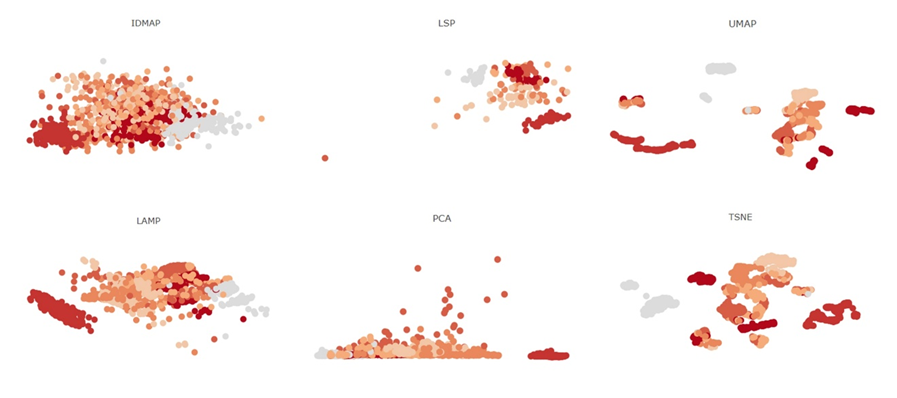 IDMAP
LSP
UMAP
LAMP
PCA
TSNE